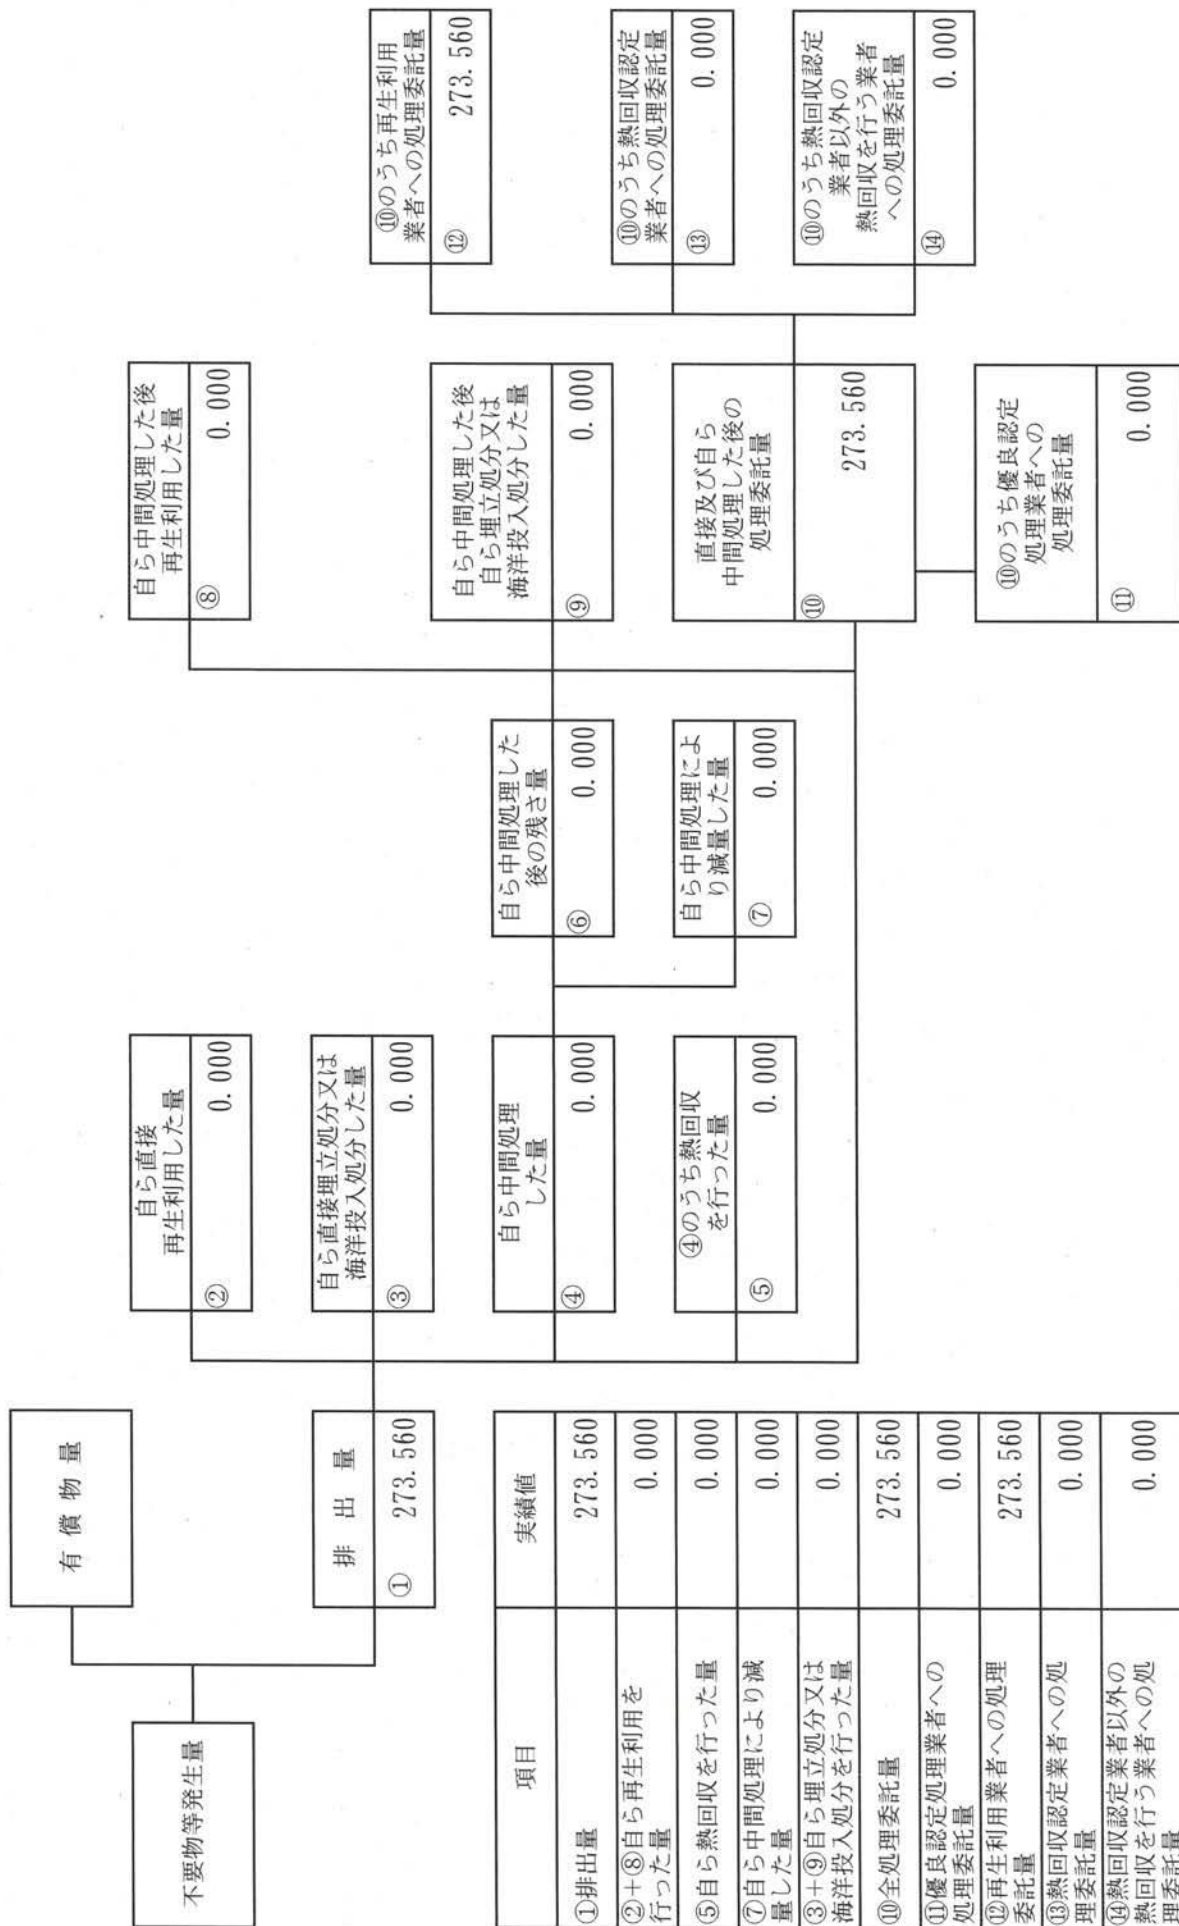 不要物等発生量
有償物量
排出量
① 273.560
自ら直接
再生利用した量
② 0.000
自ら直接埋立処分又は
海洋投入処分した量
③ 0.000
自ら中間処理
した量
④ 0.000
④のうち熱回収
を行った量
⑤ 0.000
自ら中間処理した
後の残さ量
⑥ 0.000
自ら中間処理によ
り減量した量
⑦ 0.000
自ら中間処理した後
再生利用した量
⑧ 0.000
自ら中間処理した後
自ら埋立処分又は
海洋投入処分した量
⑨ 0.000
直接及び自ら
中間処理した後の
処理委託量
⑩ 273.560
⑩のうち優良認定
処理業者への
処理委託量
⑪ 0.000
⑩のうち再生利用
業者への処理委託量
⑫ 273.560
⑩のうち熱回収認定
業者への処理委託量
⑬ 0.000
⑩のうち熱回収認定
業者以外の
熱回収を行う業者
への処理委託量
⑭ 0.000
項目 実績値
①排出量 273.560
②+⑧自ら再生利用を
行った量 0.000
⑤自ら熱回収を行った量 0.000
⑦自ら中間処理により減
量した量 0.000
③+⑨自ら埋立処分又は
海洋投入処分を行った量 0.000
⑩全処理委託量 273.560
⑪優良認定処理業者への
処理委託量 0.000
⑫再生利用業者への処理
委託量 273.560
⑬熱回収認定業者への処
理委託量 0.000
⑭熱回収認定業者以外の
熱回収を行う業者への処
理委託量 0.000